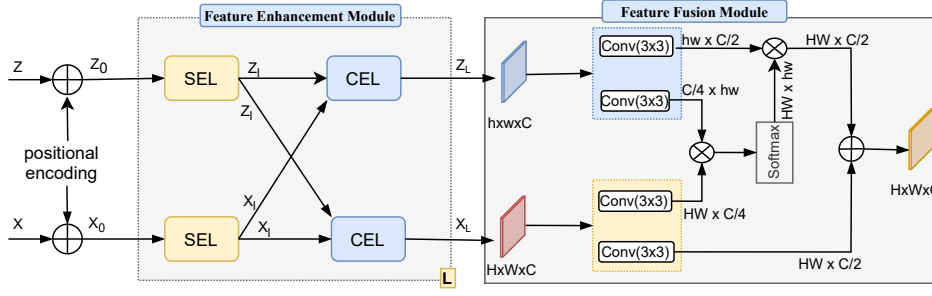 Feature Enhancement Module
Feature Fusion Module
Z
Z0
SEL
Zl
Zl
CEL
ZL
hxwxC
Conv(3x3)
hw x C/2
HW x C/2
Conv(3x3)
C/4 x hw
HW x hw
Softmax
positional
encoding
X
X0
SEL
Xl
Xl
CEL
XL
HxWxC
Conv(3x3)
HW x C/4
Conv(3x3)
HW x C/2
HxWxC
L